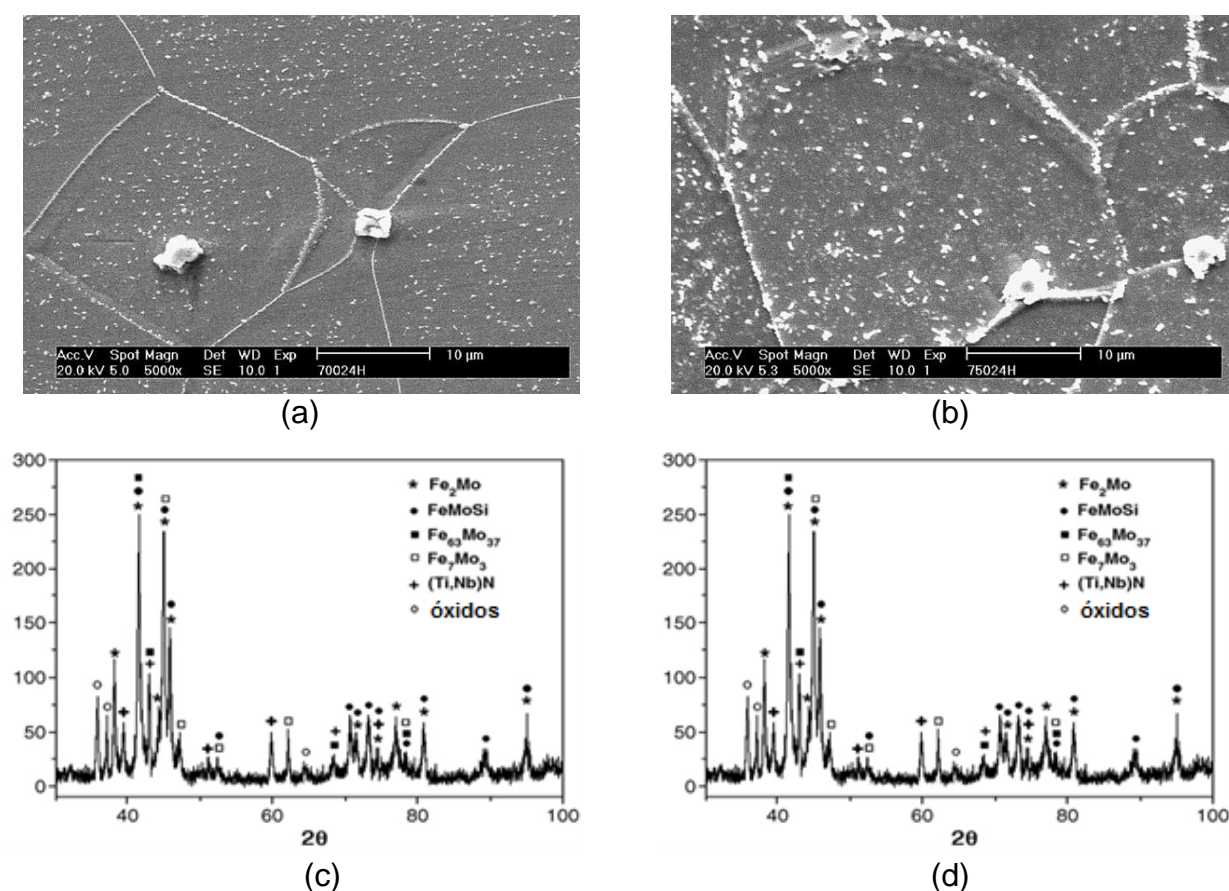 Acc.V Spot Magn Det WD Exp 10 µm
20.0 kV 5.0 5000x SE 10.0 1 70024H
Acc.V Spot Magn Det WD Exp 10 µm
20.0 kV 5.3 5000x SE 10.0 1 75024H
(a)
(b)
300
250
200
150
100
50
0
40
60
80
100
2θ
Fe₂Mo
FeMoSi
Fe₆₃Mo₃₇
Fe₇Mo₃
(Ti,Nb)N
óxidos
300
250
200
150
100
50
0
40
60
80
100
2θ
Fe₂Mo
FeMoSi
Fe₆₃Mo₃₇
Fe₇Mo₃
(Ti,Nb)N
óxidos
(c)
(d)